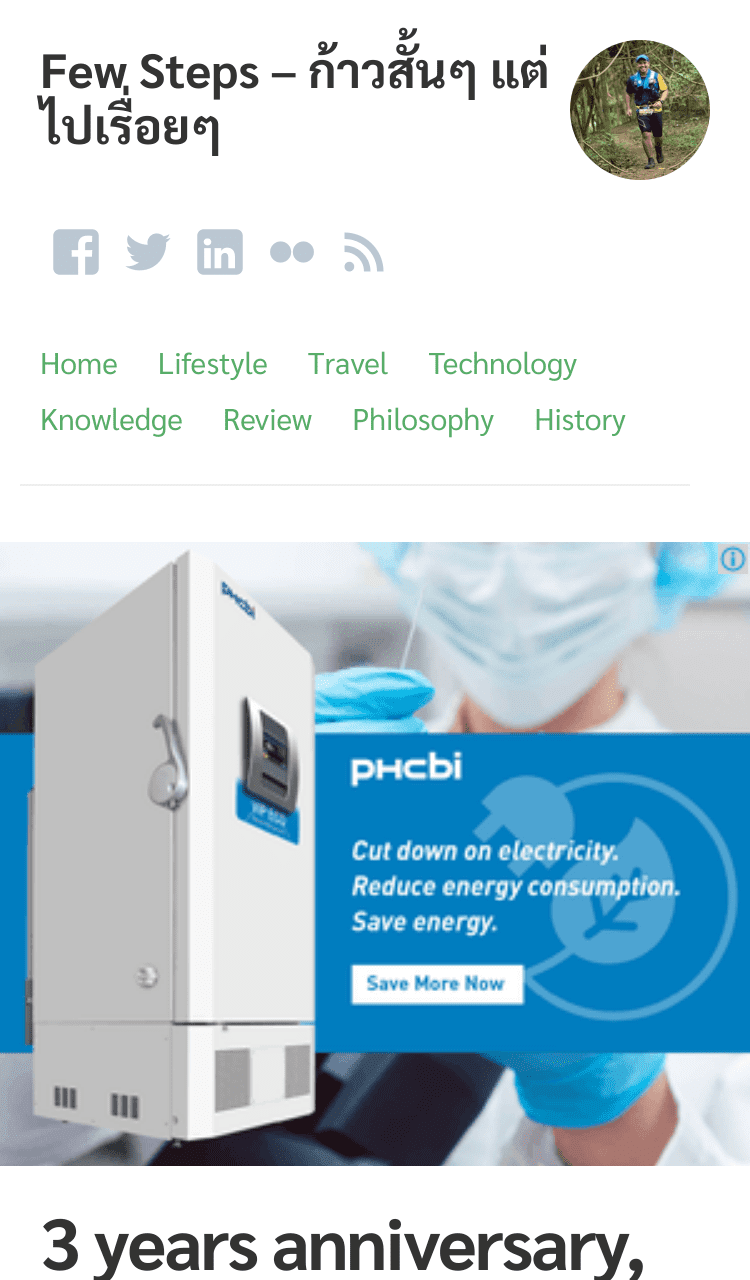 Few Steps – ก้าวสั้นๆ แต่
ไปเรื่อยๆ
Home Lifestyle Travel Technology
Knowledge Review Philosophy History
PHCbi
PHCbi
Cut down on electricity.
Reduce energy consumption.
Save energy.
Save More Now
3 years anniversary,